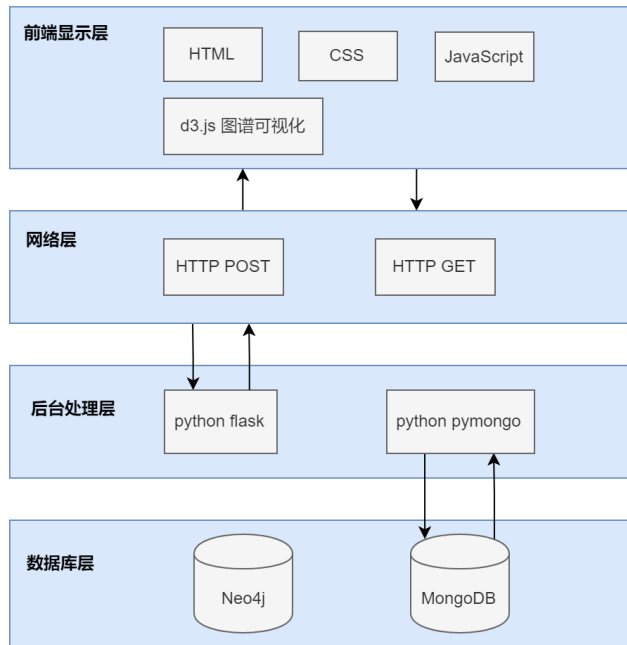 前端显示层
HTML
CSS
JavaScript
d3.js 图谱可视化
网络层
HTTP POST
HTTP GET
后台处理层
python flask
python pymongo
数据库层
Neo4j
MongoDB